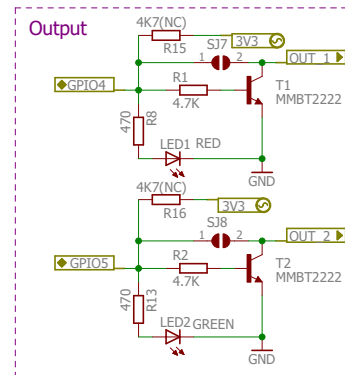 Output
4K7(NC)
R15
3V3
SJ7
1 2
OUT_1
GPIO4
R1
4.7K
T1
MMBT2222
470
R8
LED1 RED
GND
4K7(NC)
R16
3V3
SJ8
1 2
OUT_2
GPIO5
R2
4.7K
T2
MMBT2222
470
R13
LED2 GREEN
GND